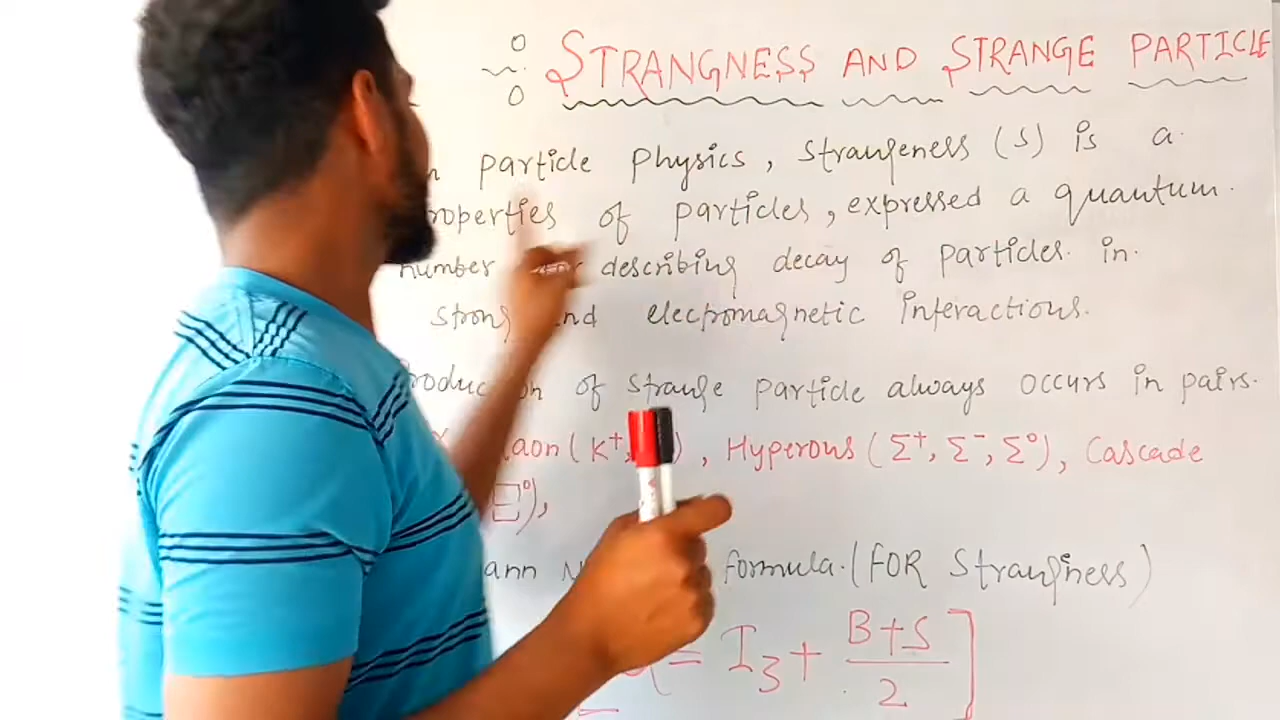 STRANGNESS AND STRANGE PARTICLE
particle physics, strangeness (s) is a
properties of particles, expressed a quantum
number describing decay of particles in
strong and electromagnetic interactions.
Production of strange particle always occurs in pairs.
(K+, , Hyperons (Σ+, Σ-, Σ0), Cascade
Ξ0),
formula. (FOR strangness)
= I3 + B+S / 2 ]